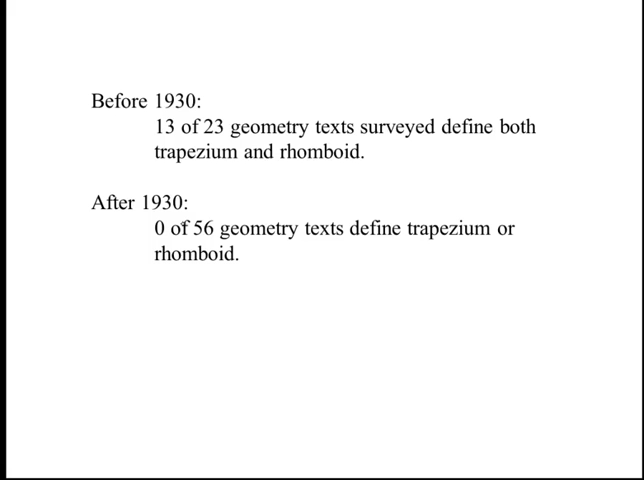 Before 1930:
13 of 23 geometry texts surveyed define both
trapezium and rhomboid.
After 1930:
0 of 56 geometry texts define trapezium or
rhomboid.